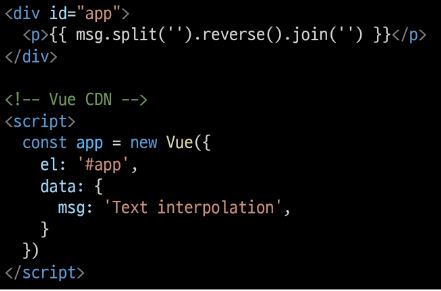 <div id="app">
  <p>{{ msg.split('').reverse().join('') }}</p>
</div>

<!-- Vue CDN -->
<script>
  const app = new Vue({
    el: '#app',
    data: {
      msg: 'Text interpolation',
    }
  })
</script>